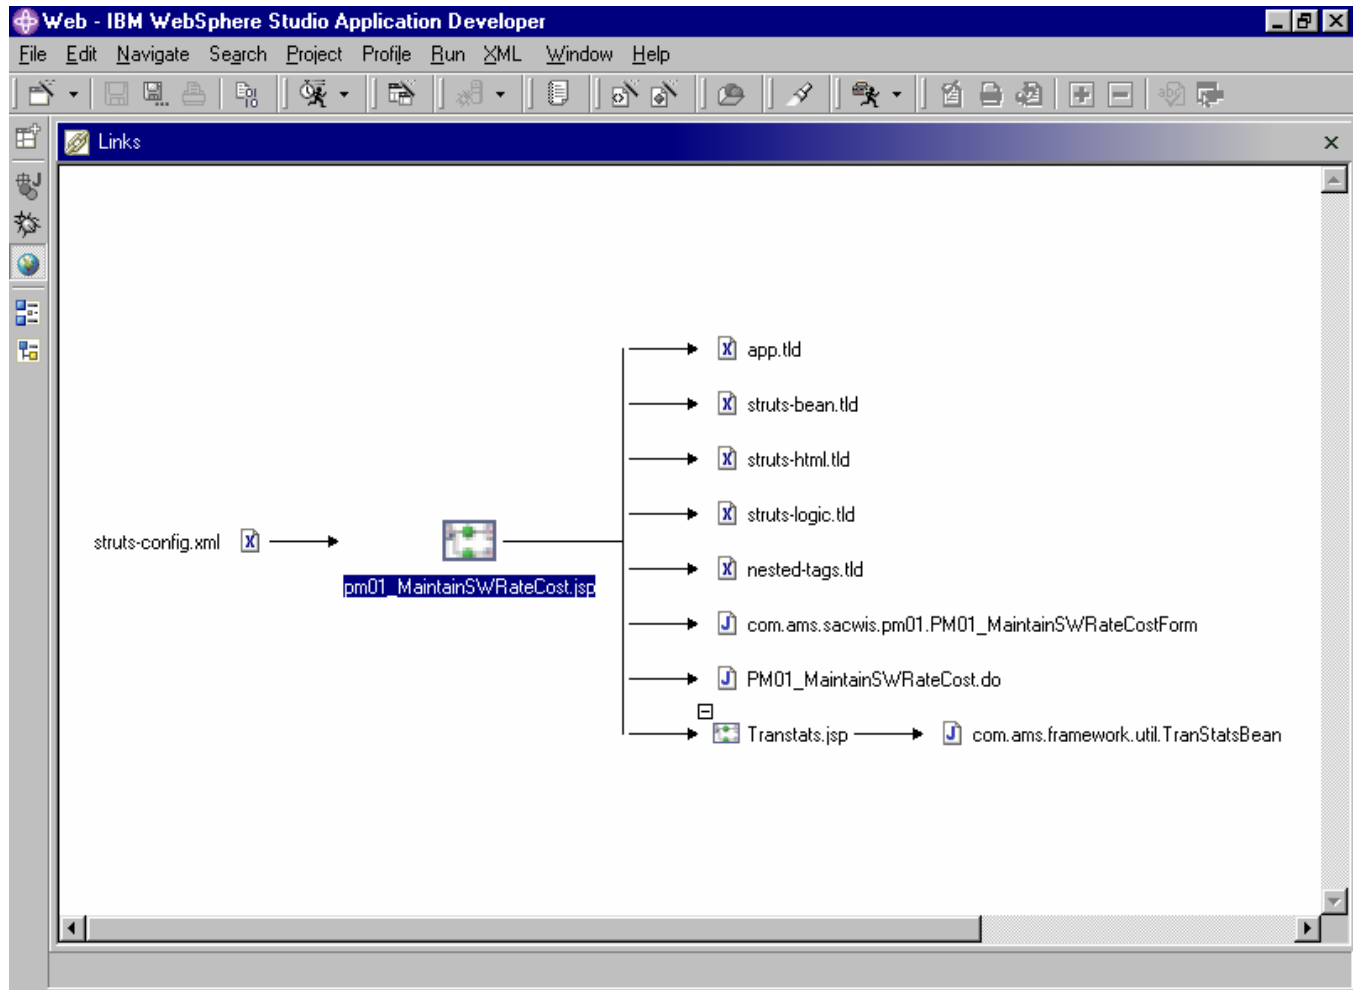 Web - IBM WebSphere Studio Application Developer
File Edit Navigate Search Project Profile Run XML Window Help
Links
app.tld
struts-bean.tld
struts-html.tld
struts-logic.tld
struts-config.xml
pm01_MaintainSWRateCost.jsp
nested-tags.tld
com.ams.sacwis.pm01.PM01_MaintainSWRateCostForm
PM01_MaintainSWRateCost.do
Transtats.jsp com.ams.framework.util.TranStatsBean